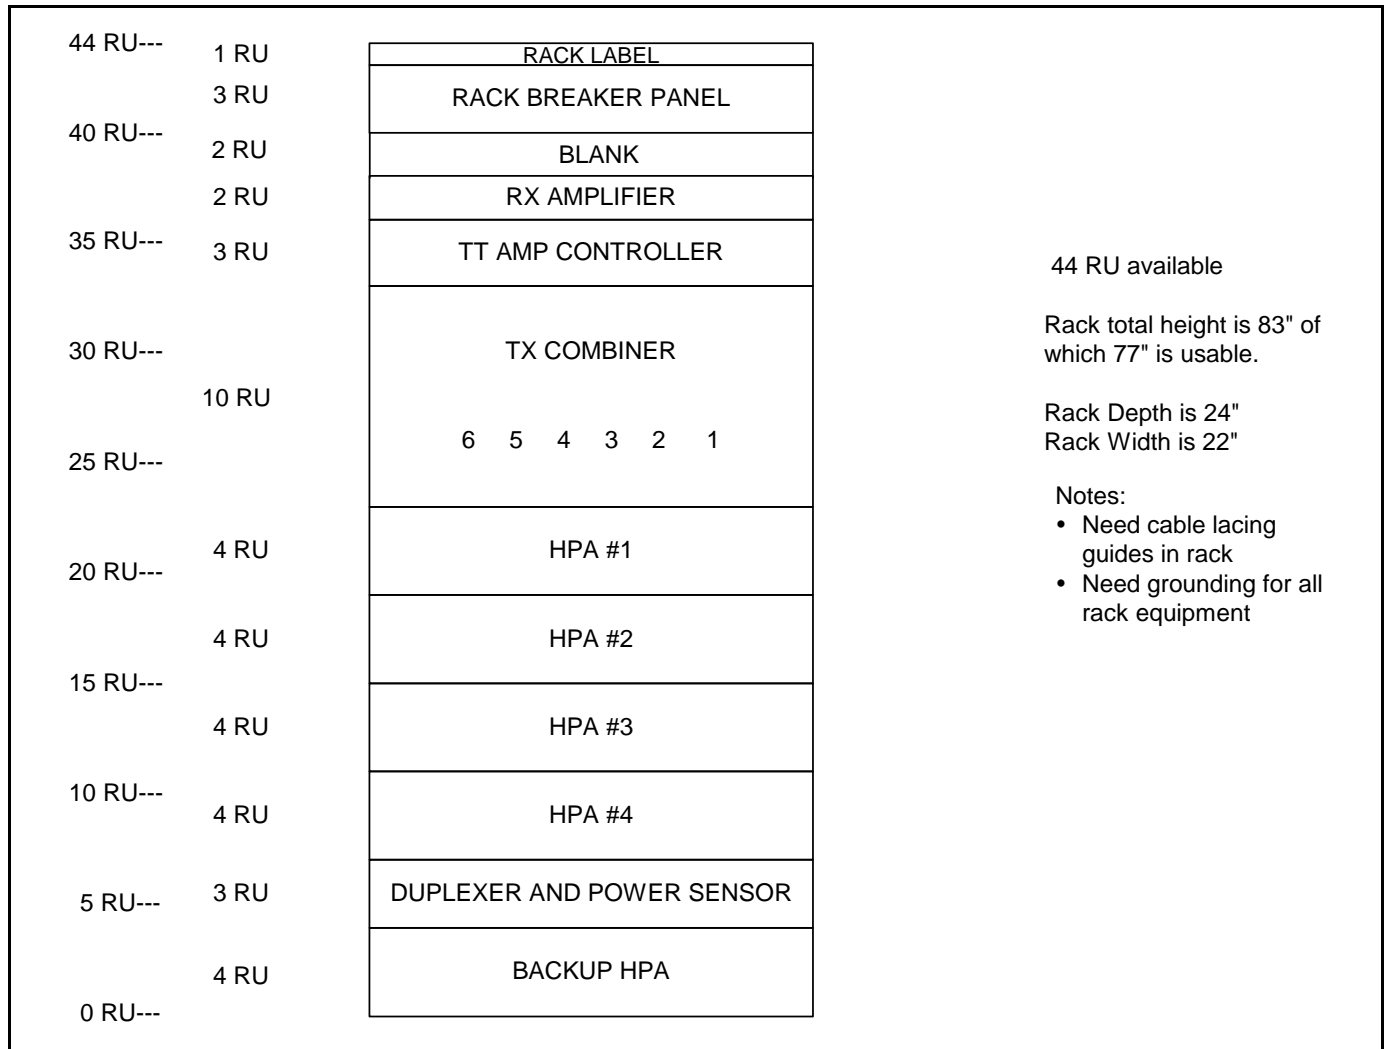 44 RU---
1 RU
RACK LABEL
3 RU
RACK BREAKER PANEL
40 RU---
2 RU
BLANK
2 RU
RX AMPLIFIER
35 RU---
3 RU
TT AMP CONTROLLER
30 RU---
TX COMBINER
10 RU
6 5 4 3 2 1
25 RU---
4 RU
HPA #1
20 RU---
4 RU
HPA #2
15 RU---
4 RU
HPA #3
10 RU---
4 RU
HPA #4
3 RU
DUPLEXER AND POWER SENSOR
5 RU---
4 RU
BACKUP HPA
0 RU---
44 RU available
Rack total height is 83" of
which 77" is usable.
Rack Depth is 24"
Rack Width is 22"
Notes:
• Need cable lacing
guides in rack
• Need grounding for all
rack equipment